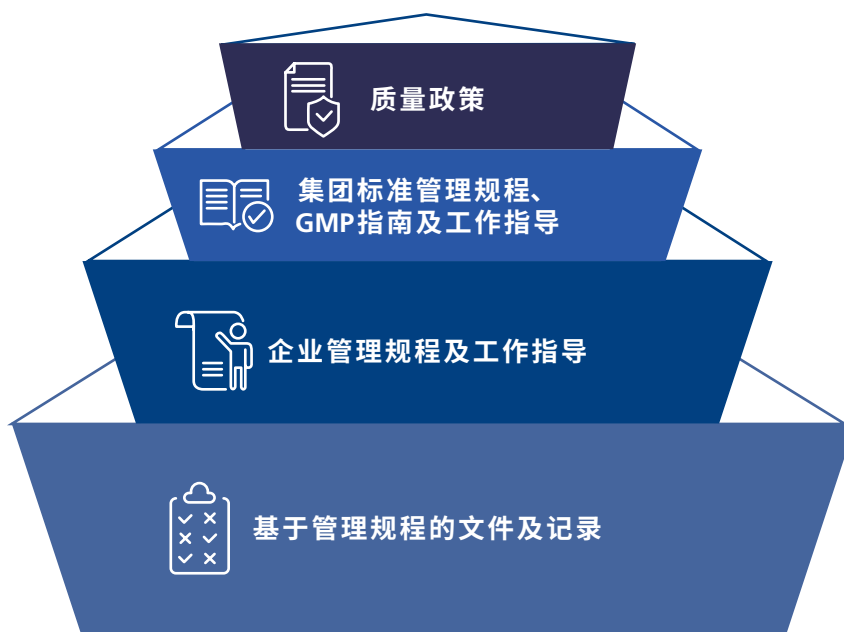 质量政策
集团标准管理规程、
GMP指南及工作指导
企业管理规程及工作指导
基于管理规程的文件及记录